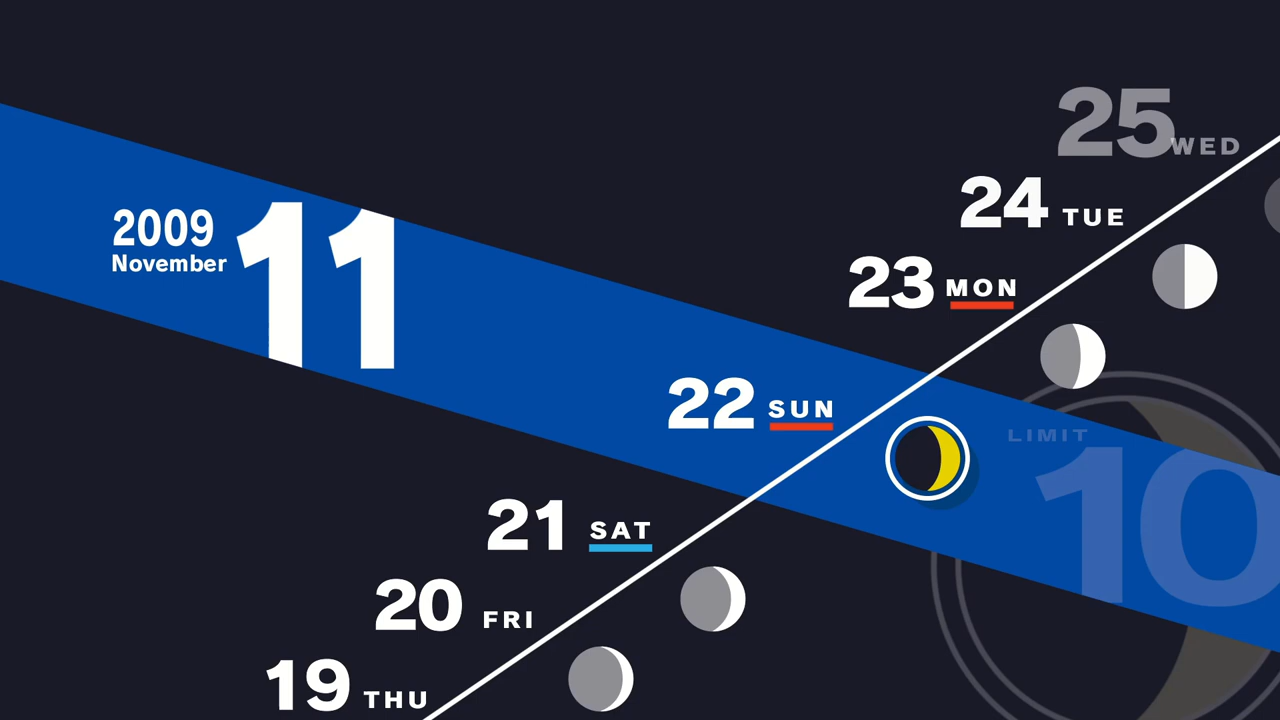 2009
November
11
25 WED
24 TUE
23 MON
22 SUN
21 SAT
20 FRI
19 THU
LIMIT
10